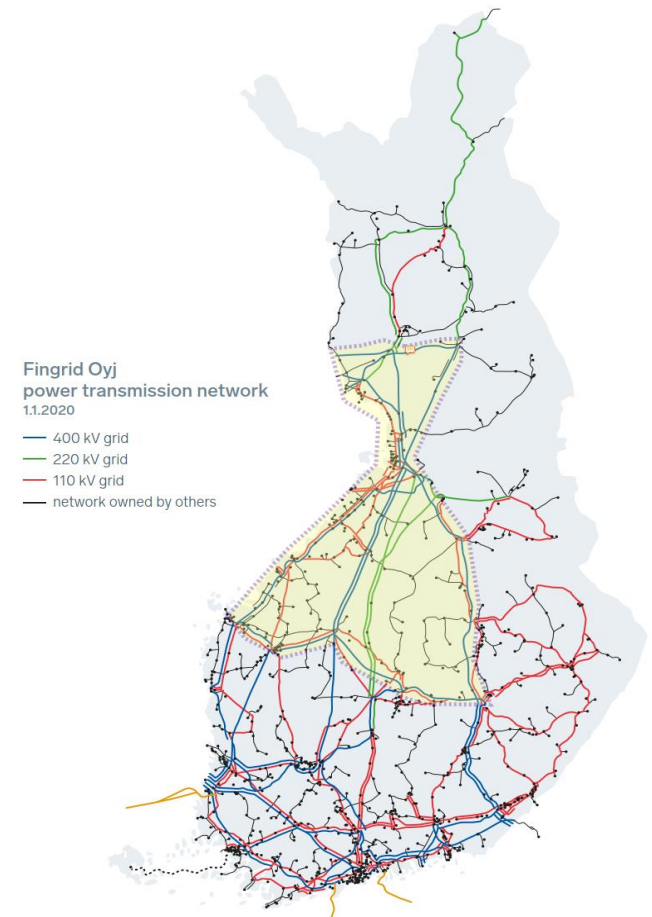 Fingrid Oyj
power transmission network
1.1.2020
400 kV grid
220 kV grid
110 kV grid
network owned by others